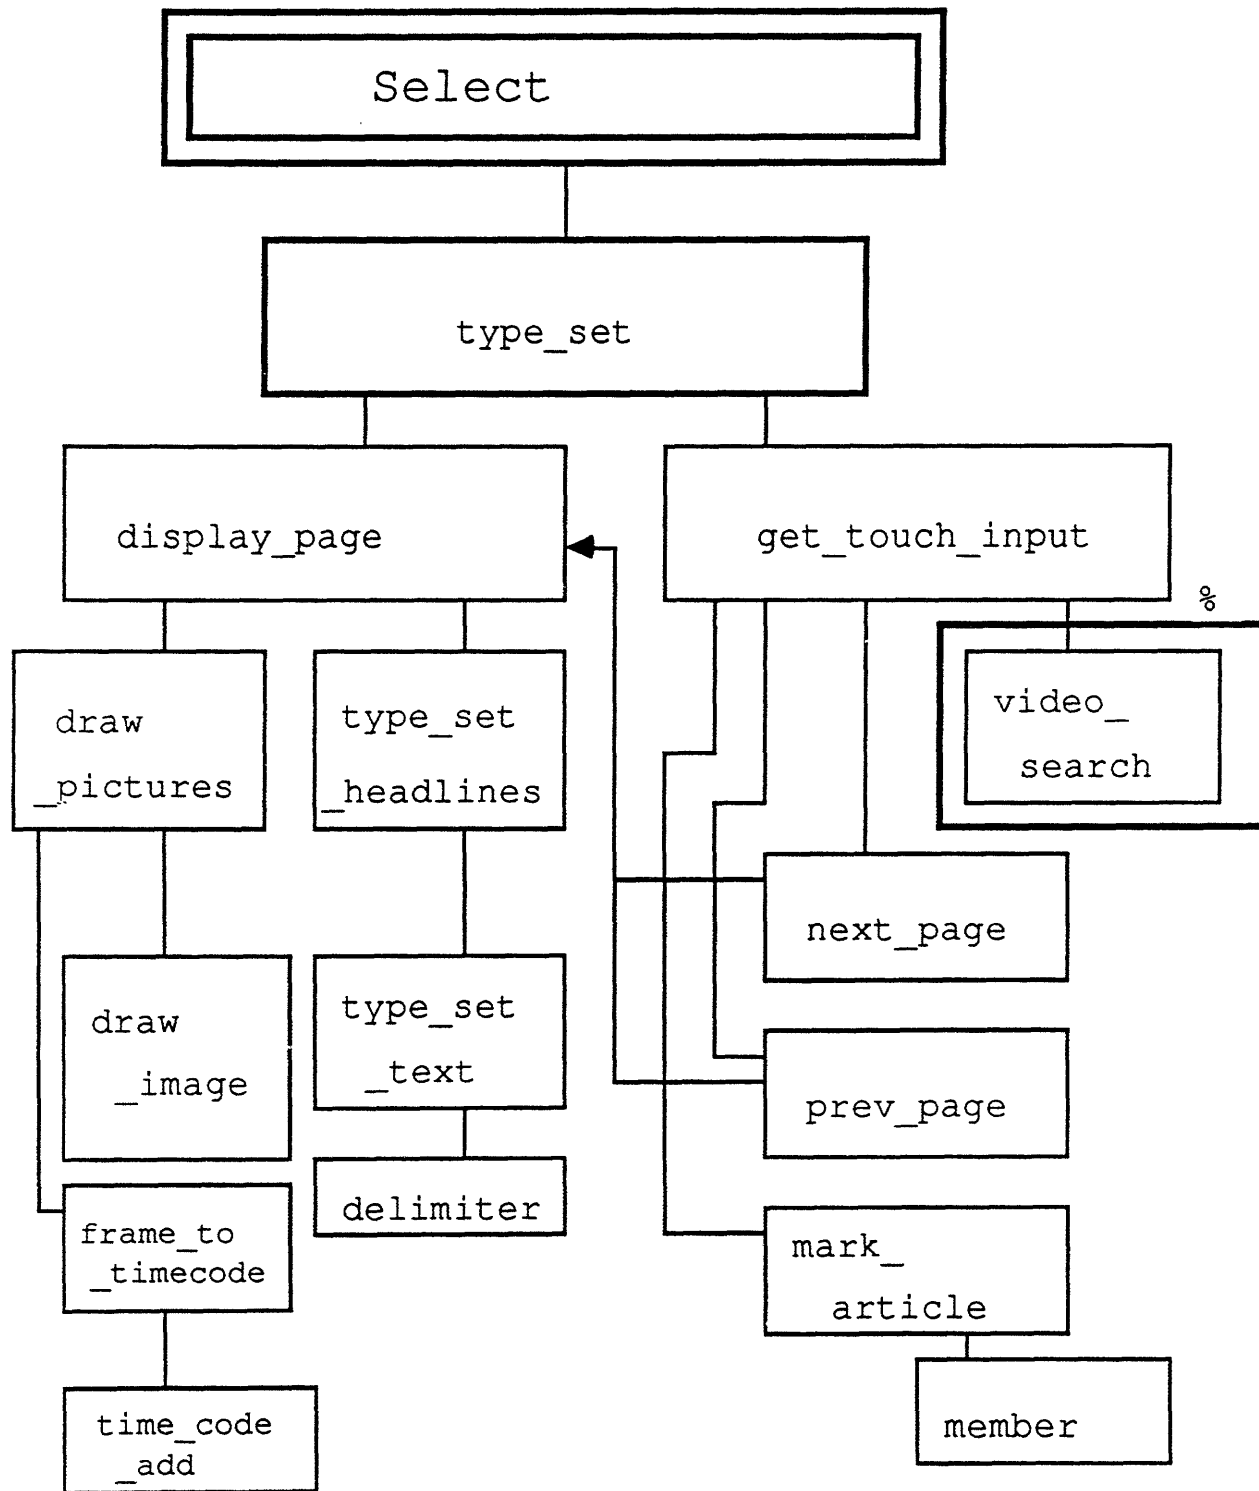 Select
type_set
display_page
get_touch_input
%
draw
_pictures
type_set
_headlines
video_
search
next_page
draw
_image
type_set
_text
prev_page
delimiter
frame_to
_timecode
mark_
article
time_code
_add
member